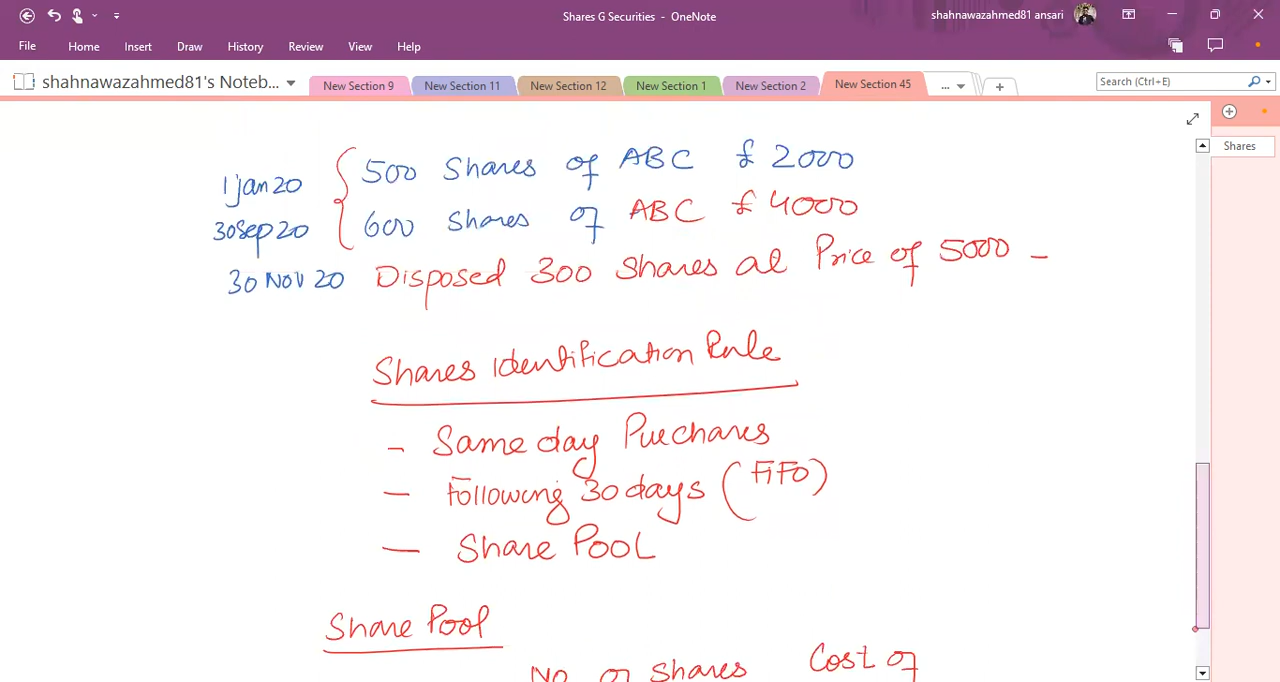 Shares G Securities - OneNote
shahnawazahmed81 ansari
File Home Insert Draw History Review View Help
shahnawazahmed81's Noteb...
New Section 9 New Section 11 New Section 12 New Section 1 New Section 2 New Section 45 ...
Search (Ctrl+E)
Shares
1 Jan 20 500 Shares of ABC £ 2000
30 Sep 20 600 Shares of ABC £ 4000
30 Nov 20 Disposed 300 Shares at Price of 5000 -
Shares Identification Rule
- Same day Purchases
- Following 30 days (FIFO)
- Share POOL
Share Pool
No of Shares Cost of